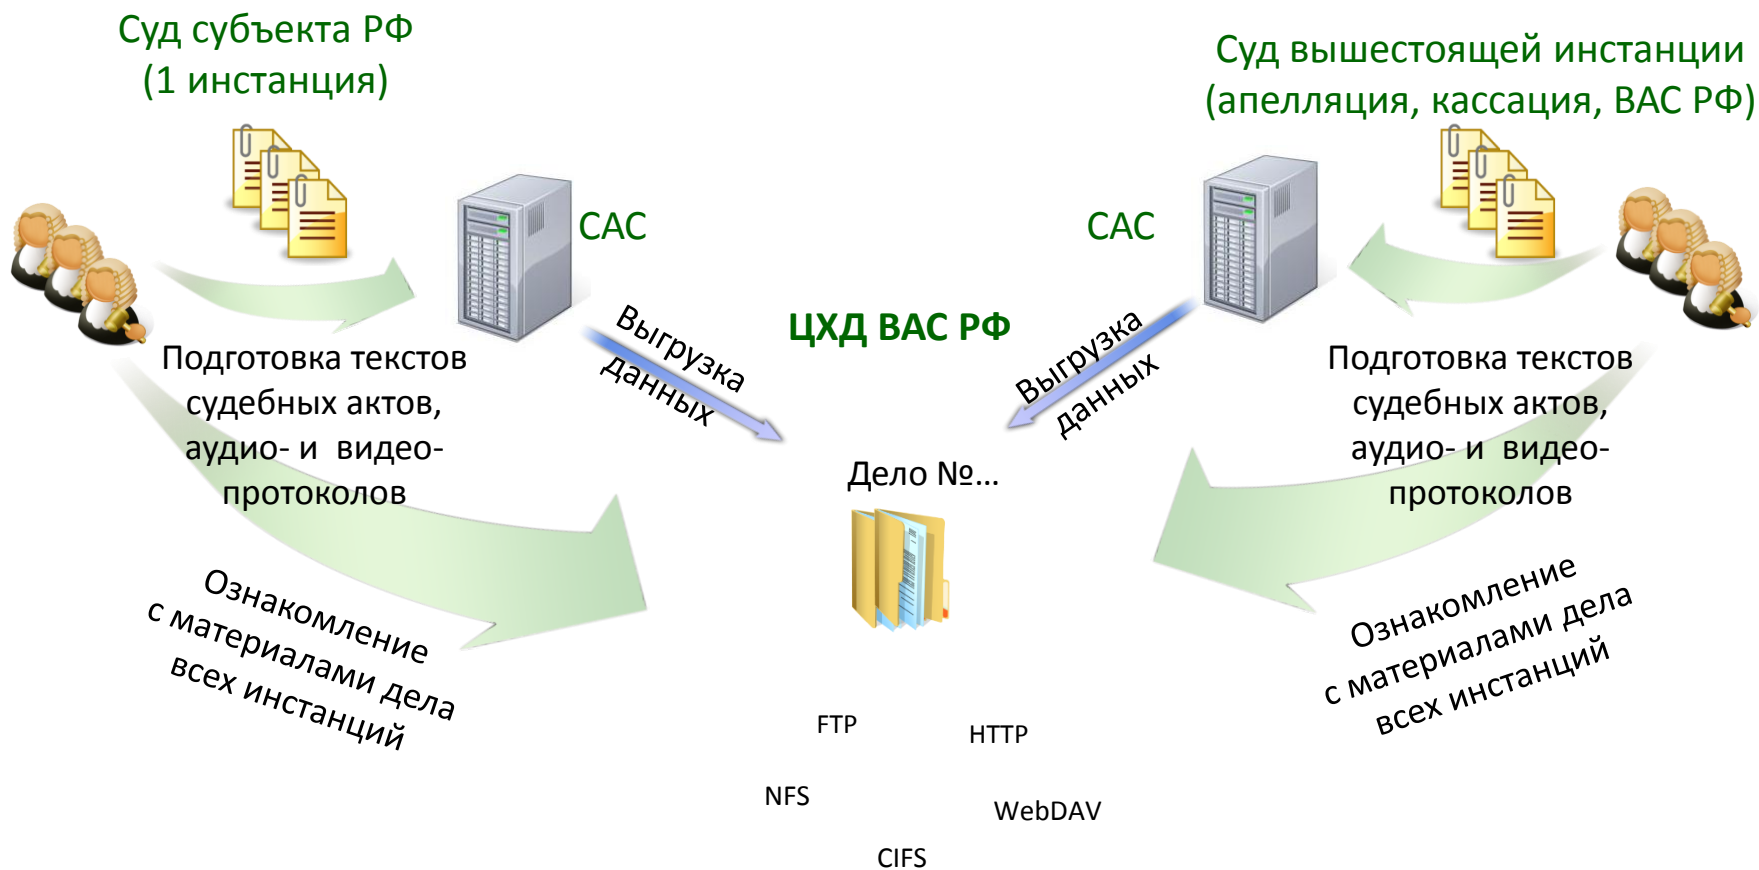 Суд субъекта РФ
(1 инстанция)
Суд вышестоящей инстанции
(апелляция, кассация, ВАС РФ)
САС
САС
Выгрузка
данных
ЦХД ВАС РФ
Выгрузка
данных
Подготовка текстов
судебных актов,
аудио- и видео-
протоколов
Подготовка текстов
судебных актов,
аудио- и видео-
протоколов
Дело №...
Ознакомление
с материалами дела
всех инстанций
Ознакомление
с материалами дела
всех инстанций
FTP
HTTP
NFS
WebDAV
CIFS